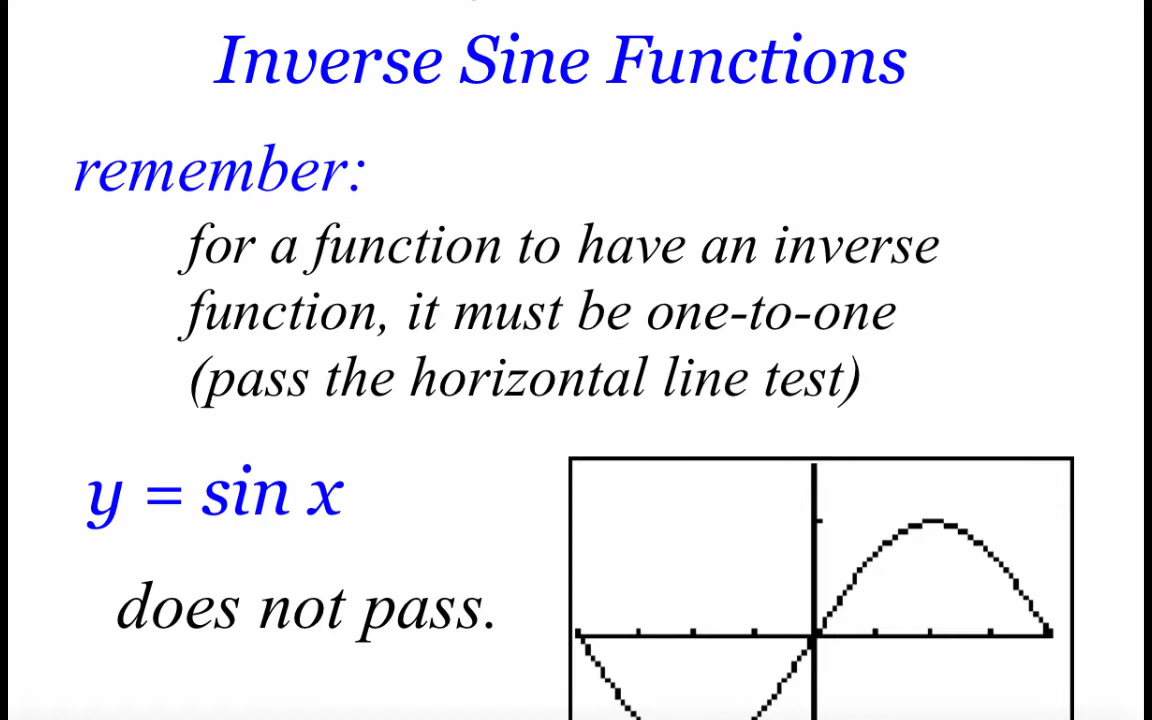 Inverse Sine Functions
remember:
for a function to have an inverse
function, it must be one-to-one
(pass the horizontal line test)
y = sin x
does not pass.